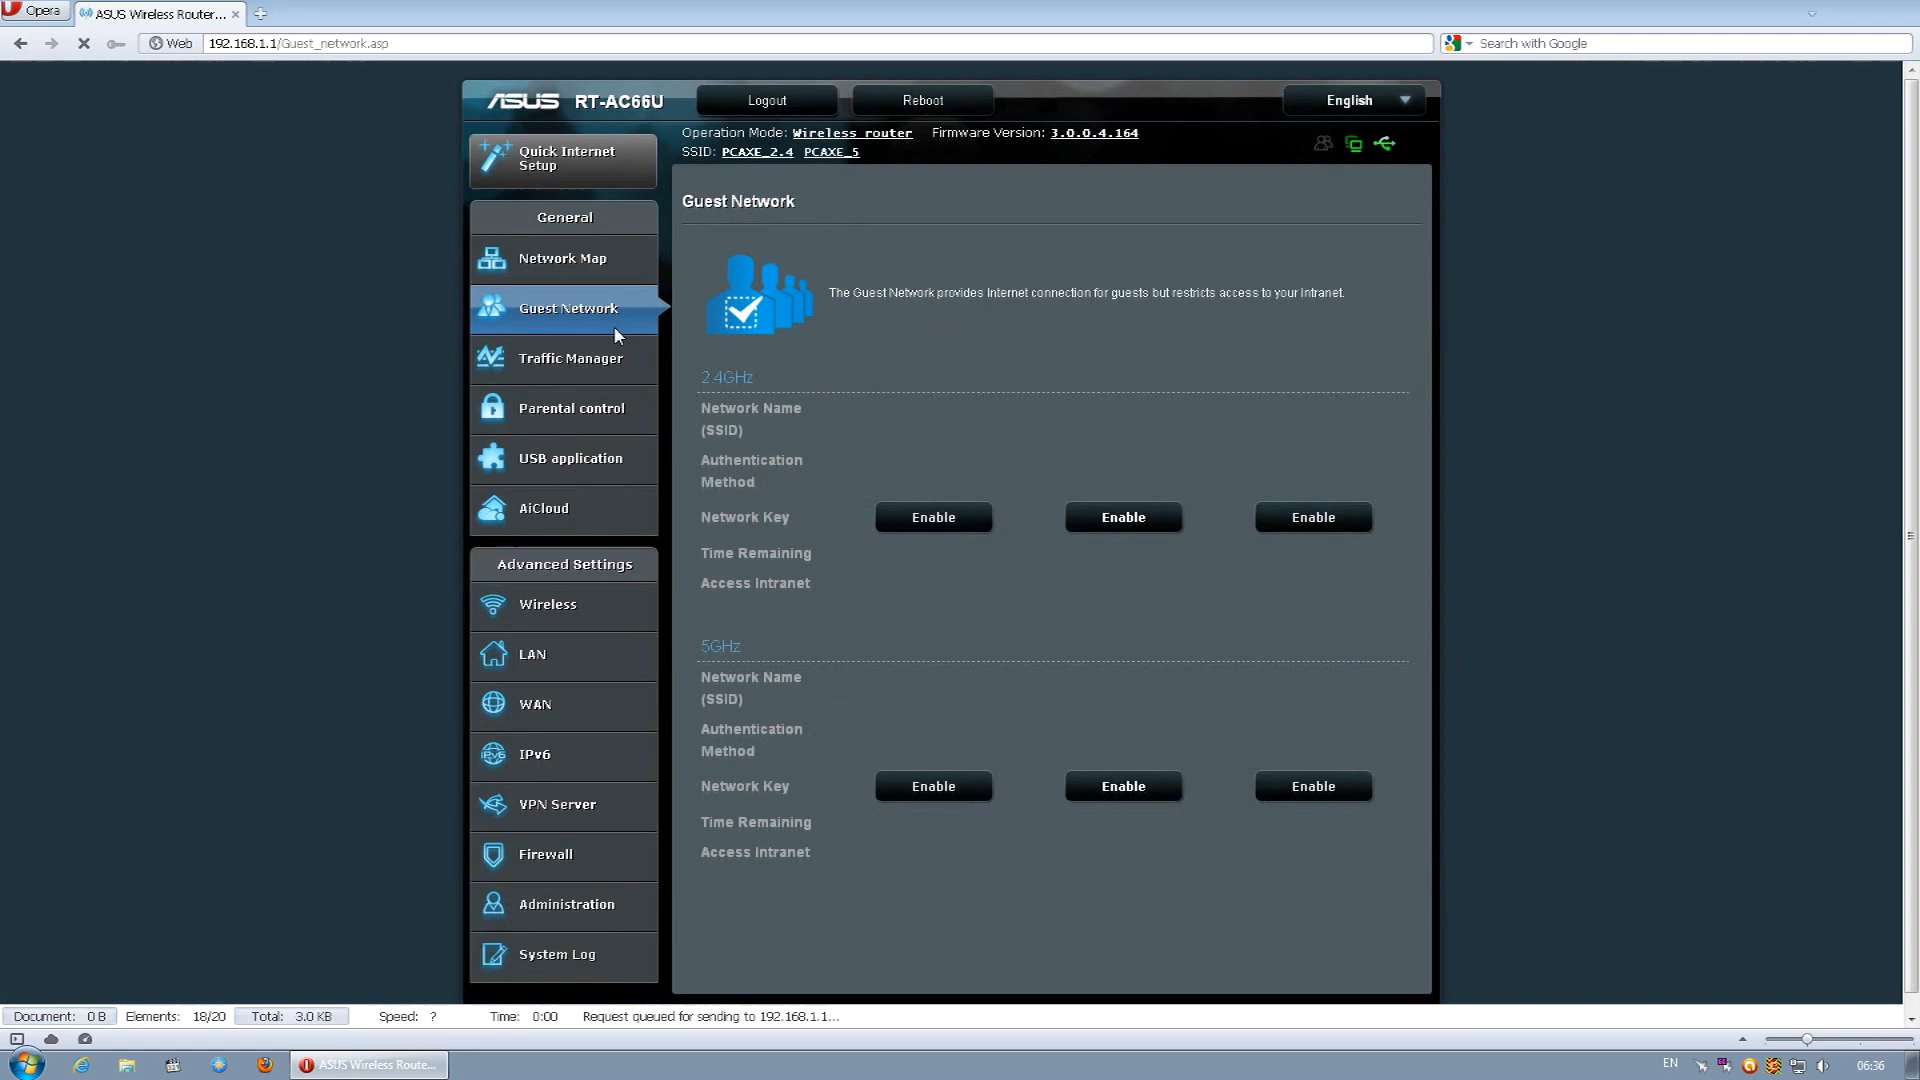 Opera
ASUS Wireless Router...
Web
192.168.1.1/Guest_network.asp
Search with Google
ASUS RT-AC66U
Logout
Reboot
English
Operation Mode: Wireless router Firmware Version: 3.0.0.4.164
SSID: PCAXE_2.4 PCAXE_5
Quick Internet
Setup
General
Network Map
Guest Network
Traffic Manager
Parental control
USB application
AiCloud
Advanced Settings
Wireless
LAN
WAN
IPv6
IPv6
VPN Server
Firewall
Administration
System Log
Guest Network
The Guest Network provides Internet connection for guests but restricts access to your Intranet.
2.4GHz
Network Name
(SSID)
Authentication
Method
Network Key Enable Enable Enable
Time Remaining
Access Intranet
5GHz
Network Name
(SSID)
Authentication
Method
Network Key Enable Enable Enable
Time Remaining
Access Intranet
Document: 0 B Elements: 18/20 Total: 3.0 KB Speed: ? Time: 0:00 Request queued for sending to 192.168.1.1...
ASUS Wireless Route...
EN
06:36